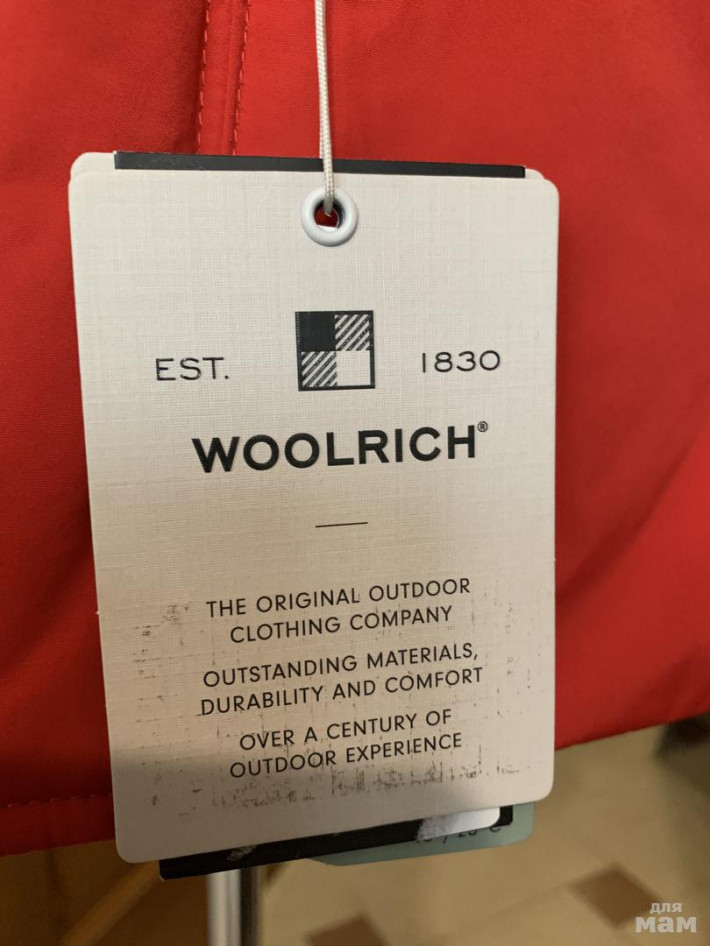 EST. 1830
WOOLRICH®
THE ORIGINAL OUTDOOR
CLOTHING COMPANY
OUTSTANDING MATERIALS,
DURABILITY AND COMFORT
OVER A CENTURY OF
OUTDOOR EXPERIENCE
для
мам